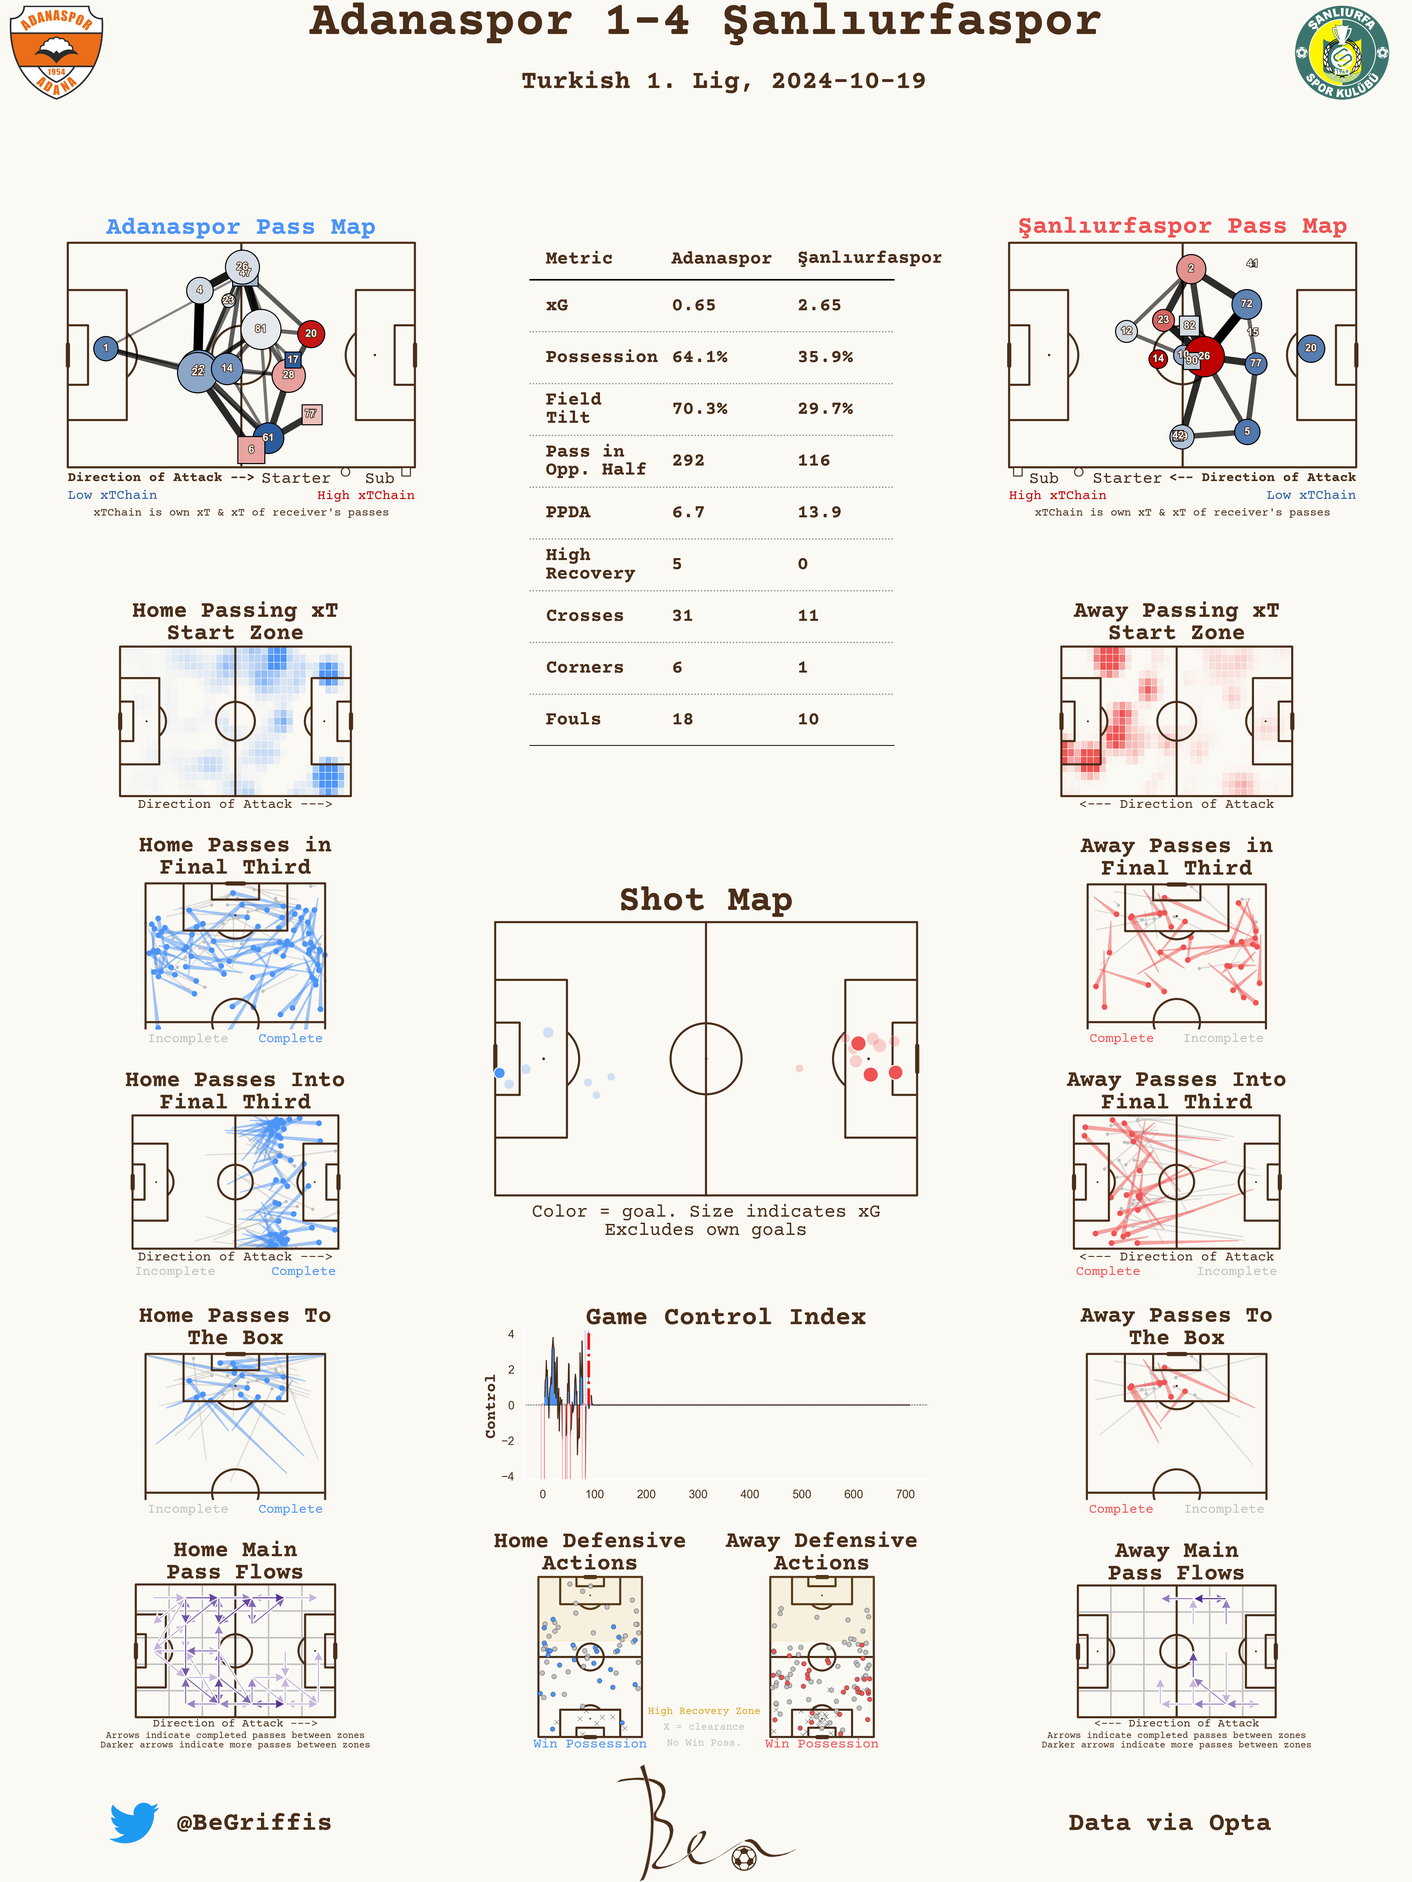 Adanaspor 1-4 Şanlıurfaspor
Turkish 1. Lig, 2024-10-19
ADANASPOR
1954
ADANA
ŞANLIURFA
SPOR KULÜBÜ
Adanaspor Pass Map
26
47
4
23
81
20
1
22
14
17
28
77
61
6
Direction of Attack --> Starter Sub
Low xTChain High xTChain
xTChain is own xT & xT of receiver's passes
Metric Adanaspor Şanlıurfaspor
xG 0.65 2.65
Possession 64.1% 35.9%
Field
Tilt 70.3% 29.7%
Pass in
Opp. Half 292 116
PPDA 6.7 13.9
High
Recovery 5 0
Crosses 31 11
Corners 6 1
Fouls 18 10
Şanlıurfaspor Pass Map
2
41
72
23
82
12
15
10
26
14
90
77
20
5
Sub Starter <-- Direction of Attack
High xTChain Low xTChain
xTChain is own xT & xT of receiver's passes
Home Passing xT
Start Zone
Direction of Attack --->
Away Passing xT
Start Zone
<--- Direction of Attack
Home Passes in
Final Third
Incomplete Complete
Away Passes in
Final Third
Complete Incomplete
Shot Map
Color = goal. Size indicates xG
Excludes own goals
Home Passes Into
Final Third
Direction of Attack --->
Incomplete Complete
Away Passes Into
Final Third
<--- Direction of Attack
Complete Incomplete
Home Passes To
The Box
Incomplete Complete
Game Control Index
Control
4
2
0
−2
−4
0 100 200 300 400 500 600 700
Away Passes To
The Box
Complete Incomplete
Home Main
Pass Flows
Direction of Attack --->
Arrows indicate completed passes between zones
Darker arrows indicate more passes between zones
Home Defensive
Actions
Win Possession
Away Defensive
Actions
Win Possession
High Recovery Zone
X = clearance
No Win Poss.
Away Main
Pass Flows
<--- Direction of Attack
Arrows indicate completed passes between zones
Darker arrows indicate more passes between zones
@BeGriffis
Ben
Data via Opta